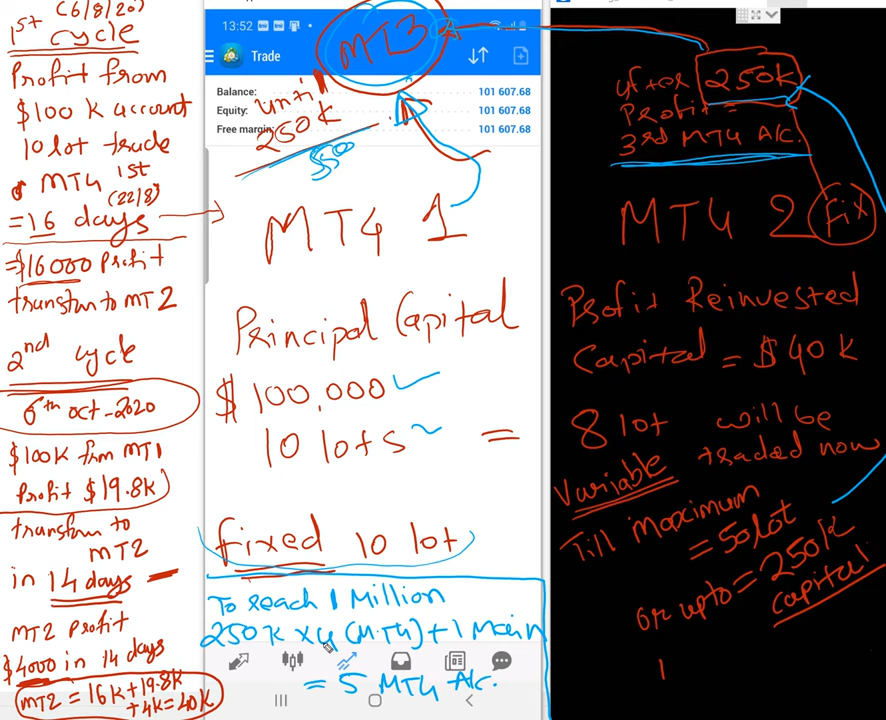 1st (6/8/20)
cycle
Profit from
$100 K account
10 lot trade
MT4 1st
(22/8)
= 16 days
= $16000 Profit
transfer to MT2
2nd cycle
6th oct - 2020
$100K from MT1
Profit $19.8K
transfer to
MT2
in 14 days
MT2 Profit
$4000 in 14 days
MT2 = 16K + 19.8K
+4K = 40K
13:52
MT3
Trade
Balance: 101 607.68
Equity: 101 607.68
Free margin: 101 607.68
until
250K
MT4 1
Principal Capital
$100,000
10 lots =
fixed 10 lot
To reach 1 Million
250K x 4 (MT4) + 1 Main
= 5 MT4 A/c.
after 250K
Profit =
3rd MT4 A/c.
MT4 2 Fix
Profit Reinvested
Capital = $40K
8 lot will be
Variable traded now
Till maximum
= 50 lot
or upto = 250K
capital